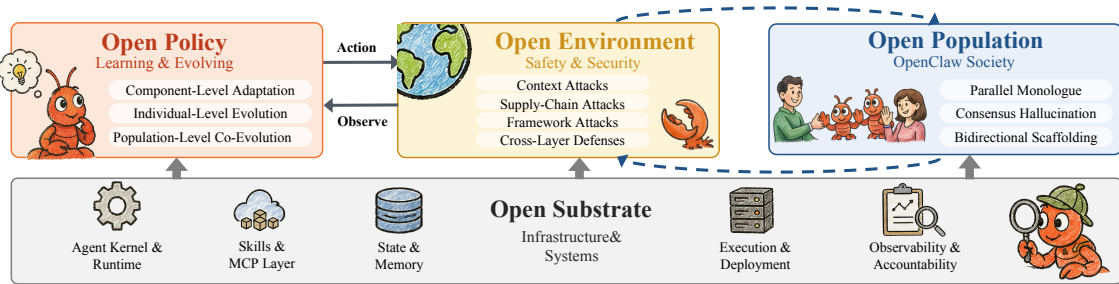 Open Policy
Learning & Evolving
Component-Level Adaptation
Individual-Level Evolution
Population-Level Co-Evolution
Action
Observe
Open Environment
Safety & Security
Context Attacks
Supply-Chain Attacks
Framework Attacks
Cross-Layer Defenses
Open Population
OpenClaw Society
Parallel Monologue
Consensus Hallucination
Bidirectional Scaffolding
Agent Kernel &
Runtime
Skills &
MCP Layer
State &
Memory
Open Substrate
Infrastructure&
Systems
Execution &
Deployment
Observability &
Accountability